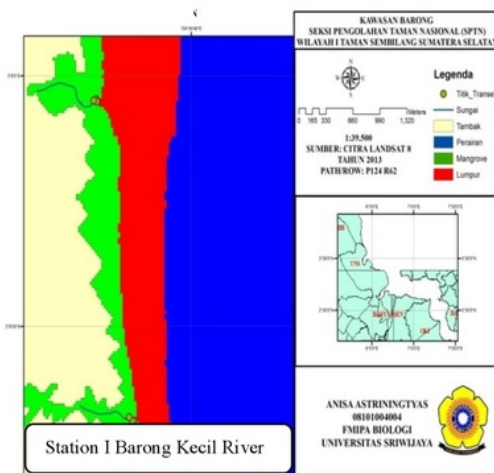 KAWASAN BARONG
SEKSI PENGOLAHAN TAMAN NASIONAL (SPTN)
WILAYAH I TAMAN SEMBILANG SUMATERA SELATAN
Legenda
Titik_Transek
Sungai
Tambak
Perairan
Mangrove
Lumpur
Meters
0 165 330 660 990 1,320
1:39,500
SUMBER: CITRA LANDSAT 8
TAHUN 2013
PATH/ROW: P124 R62
Station I Barong Kecil River
ANISA ASTRININGTYAS
08101004004
FMIPA BIOLOGI
UNIVERSITAS SRIWIJAYA